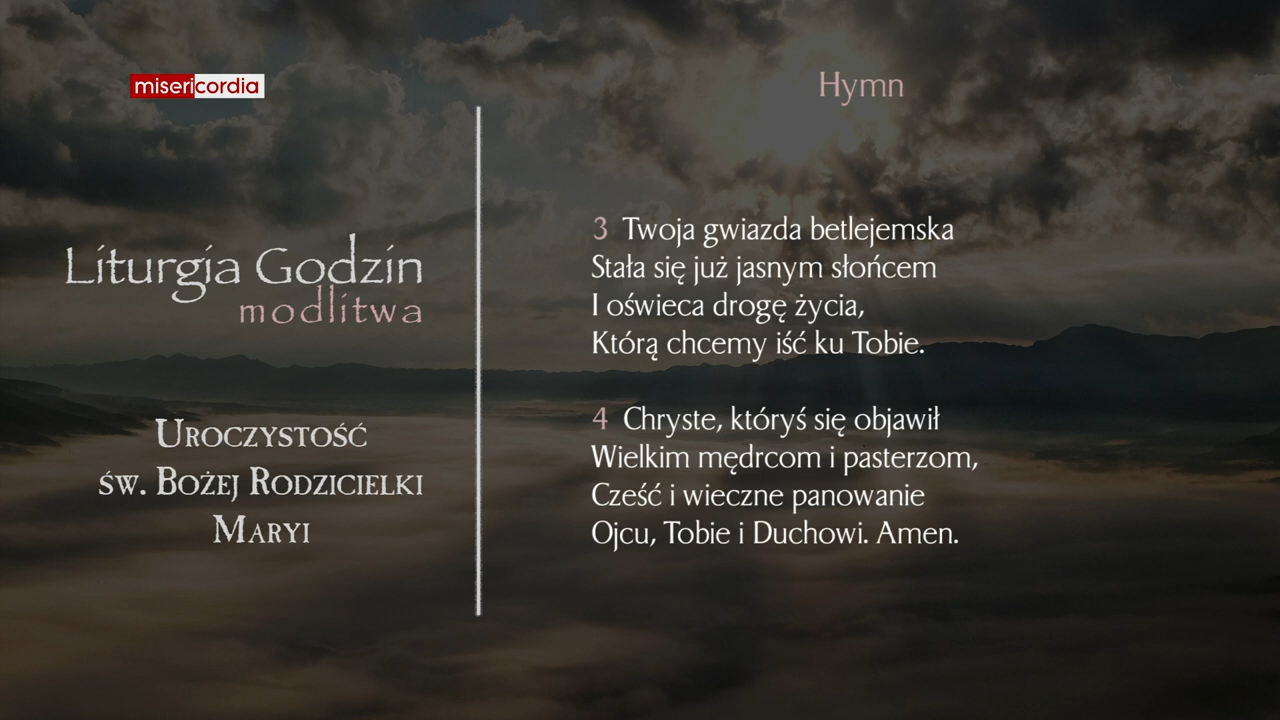 misericordia
Liturgia Godzin
modlitwa
Uroczystość
św. Bożej Rodzicielki
Maryi
Hymn
3 Twoja gwiazda betlejemska
Stała się już jasnym słońcem
I oświeca drogę życia,
Którą chcemy iść ku Tobie.
4 Chryste, któryś się objawił
Wielkim mędrcom i pasterzom,
Cześć i wieczne panowanie
Ojcu, Tobie i Duchowi. Amen.